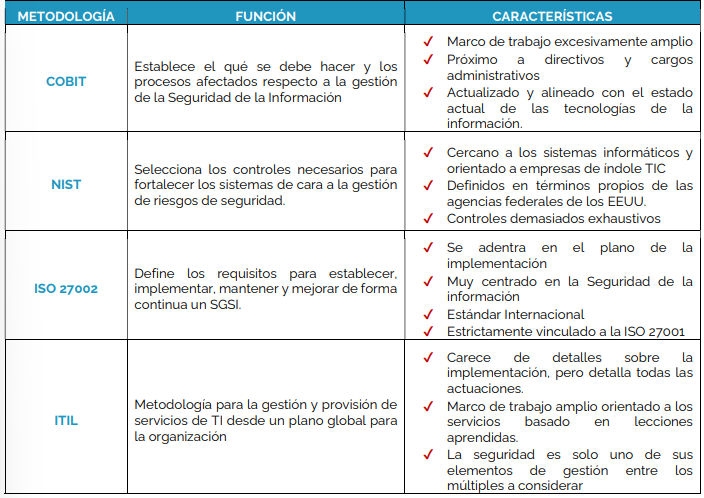 METODOLOGÍA FUNCIÓN CARACTERÍSTICAS
COBIT
Establece el qué se debe hacer y los
procesos afectados respecto a la gestión
de la Seguridad de la Información
✓ Marco de trabajo excesivamente amplio
✓ Próximo a directivos y cargos
administrativos
✓ Actualizado y alineado con el estado
actual de las tecnologías de la
información.
NIST
Selecciona los controles necesarios para
fortalecer los sistemas de cara a la gestión
de riesgos de seguridad.
✓ Cercano a los sistemas informáticos y
orientado a empresas de índole TIC
✓ Definidos en términos propios de las
agencias federales de los EEUU.
✓ Controles demasiados exhaustivos
ISO 27002
Define los requisitos para establecer,
implementar, mantener y mejorar de forma
continua un SGSI.
✓ Se adentra en el plano de la
implementación
✓ Muy centrado en la Seguridad de la
información
✓ Estándar Internacional
✓ Estrictamente vinculado a la ISO 27001
ITIL
Metodología para la gestión y provisión de
servicios de TI desde un plano global para
la organización
✓ Carece de detalles sobre la
implementación, pero detalla todas las
actuaciones.
✓ Marco de trabajo amplio orientado a los
servicios basado en lecciones
aprendidas.
✓ La seguridad es solo uno de sus
elementos de gestión entre los
múltiples a considerar